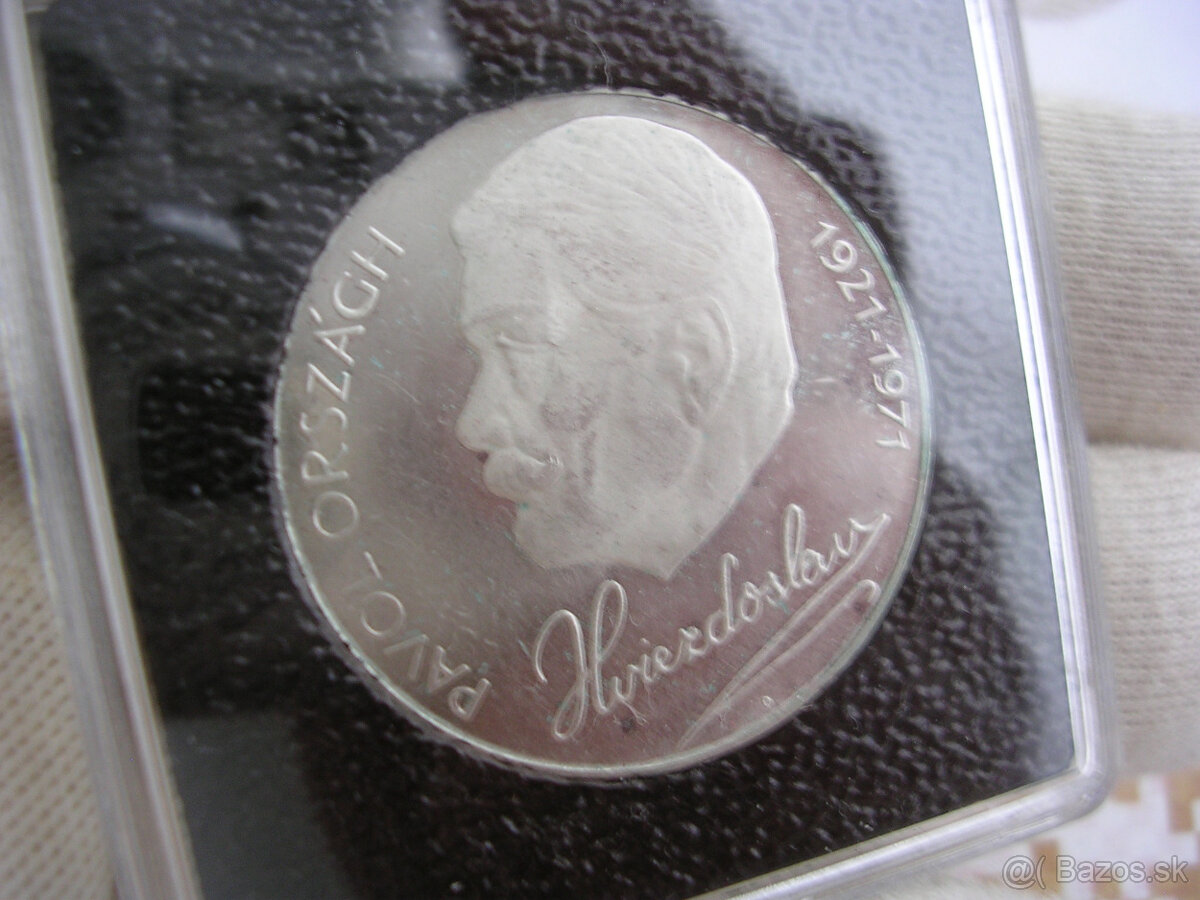 PAVOL ORSZÁGH
1921-1971
Hviezdoslav
@( Bazos.sk